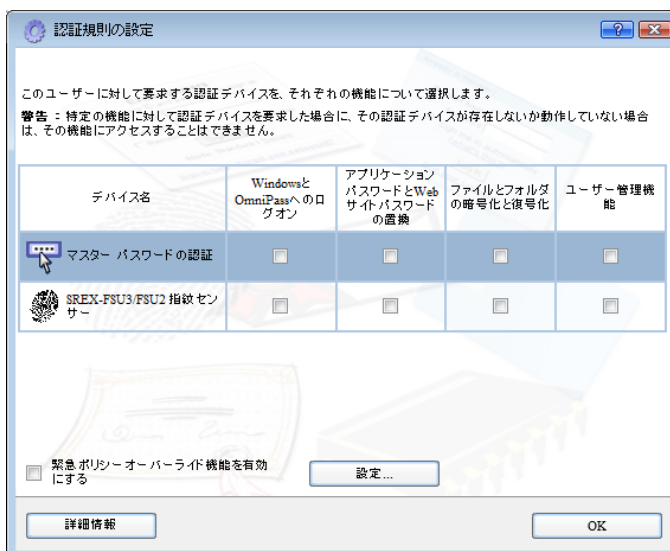 認証規則の設定
このユーザーに対して要求する認証デバイスを、それぞれの機能について選択します。
警告 : 特定の機能に対して認証デバイスを要求した場合に、その認証デバイスが存在しないか動作していない場合
は、その機能にアクセスすることはできません。
デバイス名
Windowsと
OmniPassへのロ
グオン
アプリケーション
パスワードとWeb
サイトパスワード
の置換
ファイルとフォルダ
の暗号化と復号化
ユーザー管理機
能
マスター パスワードの認証
SREX-FSU3/FSU2 指紋セン
サー
緊急ポリシーオーバーライド機能を有効
にする
設定...
詳細情報
OK